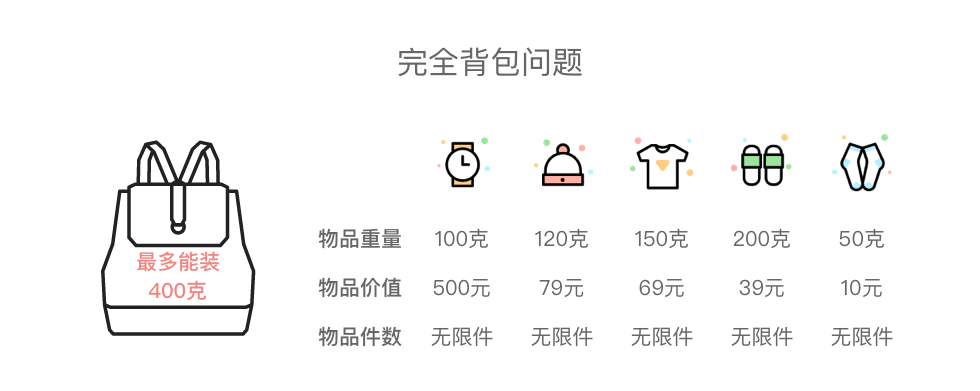 完全背包问题
最多能装
400克
物品重量 100克 120克 150克 200克 50克
物品价值 500元 79元 69元 39元 10元
物品件数 无限件 无限件 无限件 无限件 无限件